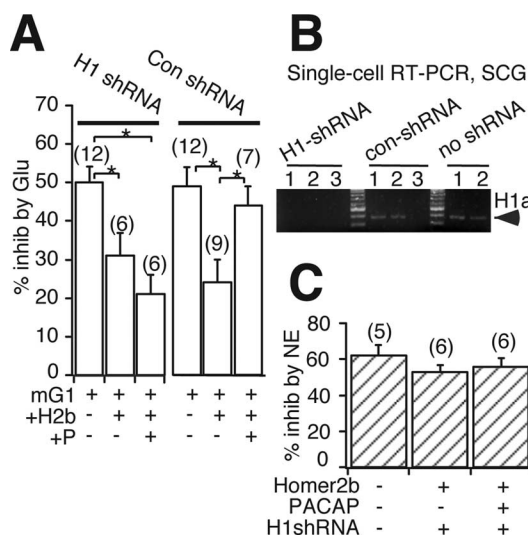 A
H1 shRNA
Con shRNA
% inhib by Glu
70
60
50
40
30
20
10
0
(12)
(6)
(6)
(12)
(9)
(7)
*
*
*
*
mG1 + + + + + +
+H2b - + + - + +
+P - - + - - +
B
Single-cell RT-PCR, SCG
H1-shRNA
con-shRNA
no shRNA
1 2 3 1 2 3 1 2
H1a
C
% inhib by NE
80
60
40
20
0
(5)
(6)
(6)
Homer2b - + +
PACAP - - +
H1shRNA - + +